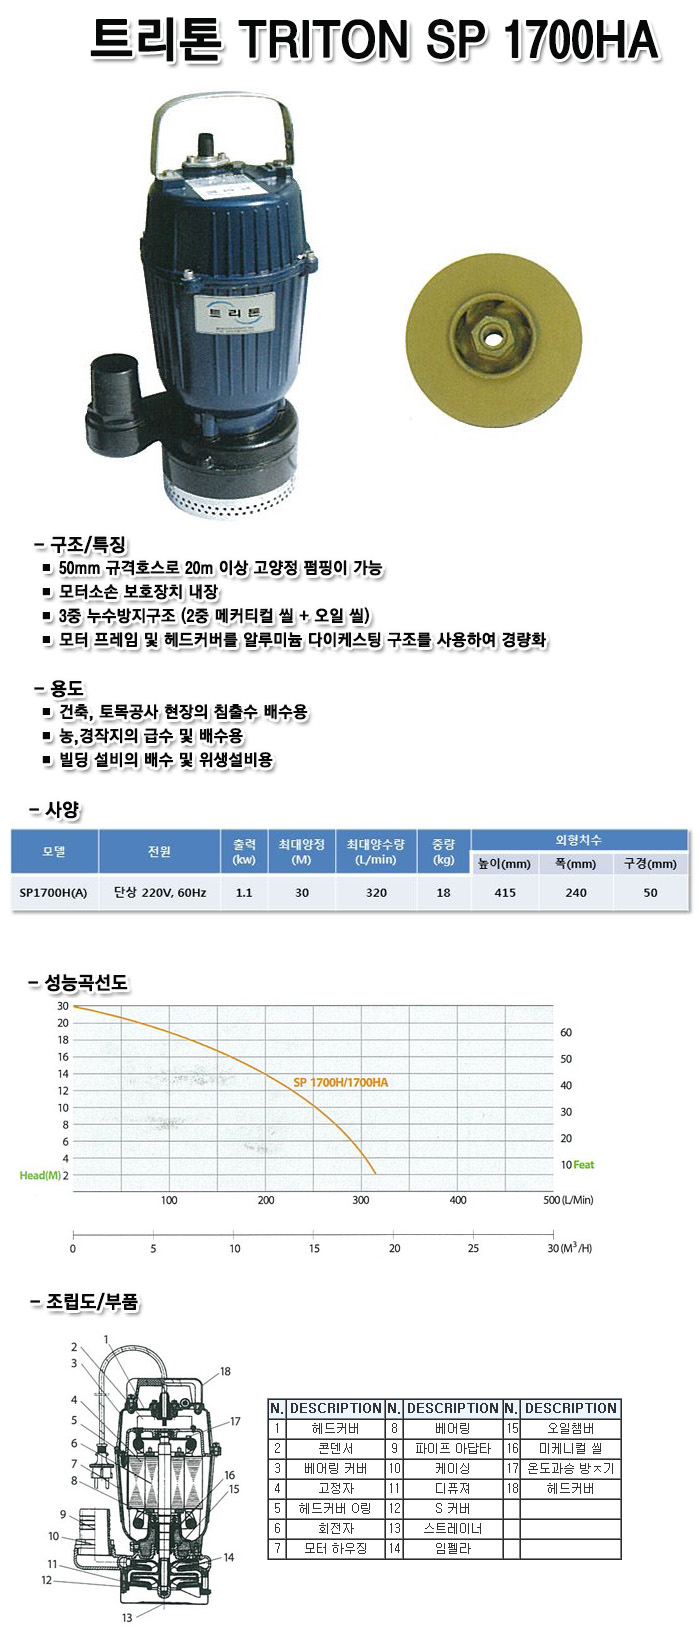 트리톤 TRITON SP 1700HA
트리톤
– 구조/특징
■ 50mm 규격호스로 20m 이상 고양정 펌핑이 가능
■ 모터소손 보호장치 내장
■ 3중 누수방지구조 (2중 메커티컬 씰 + 오일 씰)
■ 모터 프레임 및 헤드커버를 알루미늄 다이케스팅 구조를 사용하여 경량화
– 용도
■ 건축, 토목공사 현장의 침출수 배수용
■ 농,경작지의 급수 및 배수용
■ 빌딩 설비의 배수 및 위생설비용
– 사양
모델 전원 출력 (kw) 최대양정 (M) 최대양수량 (L/min) 중량 (kg) 외형치수
높이(mm) 폭(mm) 구경(mm)
SP1700H(A) 단상 220V, 60Hz 1.1 30 320 18 415 240 50
– 성능곡선도
30
20
18
16
14
12
10
8
6
4
Head(M) 2
60
50
40
30
20
10 Feat
SP 1700H/1700HA
100 200 300 400 500 (L/Min)
0 5 10 15 20 25 30 (M³/H)
– 조립도/부품
1
2
3
4
5
6
7
8
9
10
11
12
13
14
15
16
17
18
N. DESCRIPTION N. DESCRIPTION N. DESCRIPTION
1 헤드커버 8 베어링 15 오일챔버
2 콘덴서 9 파이프 아답타 16 미케니컬 씰
3 베어링 커버 10 케이싱 17 온도과승 방ㅈ기
4 고정자 11 디퓨져 18 헤드커버
5 헤드커버 O링 12 S 커버
6 회전자 13 스트레이너
7 모터 하우징 14 임펠라